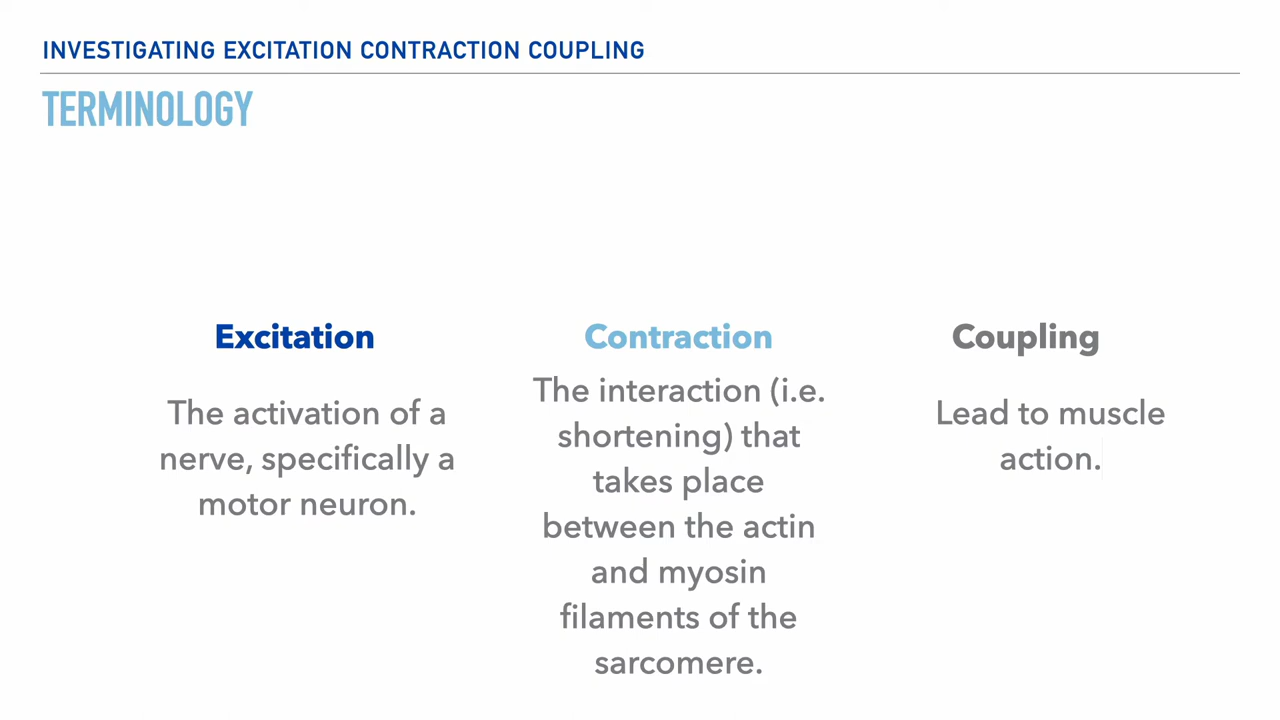 INVESTIGATING EXCITATION CONTRACTION COUPLING
TERMINOLOGY
Excitation
The activation of a
nerve, specifically a
motor neuron.
Contraction
The interaction (i.e.
shortening) that
takes place
between the actin
and myosin
filaments of the
sarcomere.
Coupling
Lead to muscle
action.